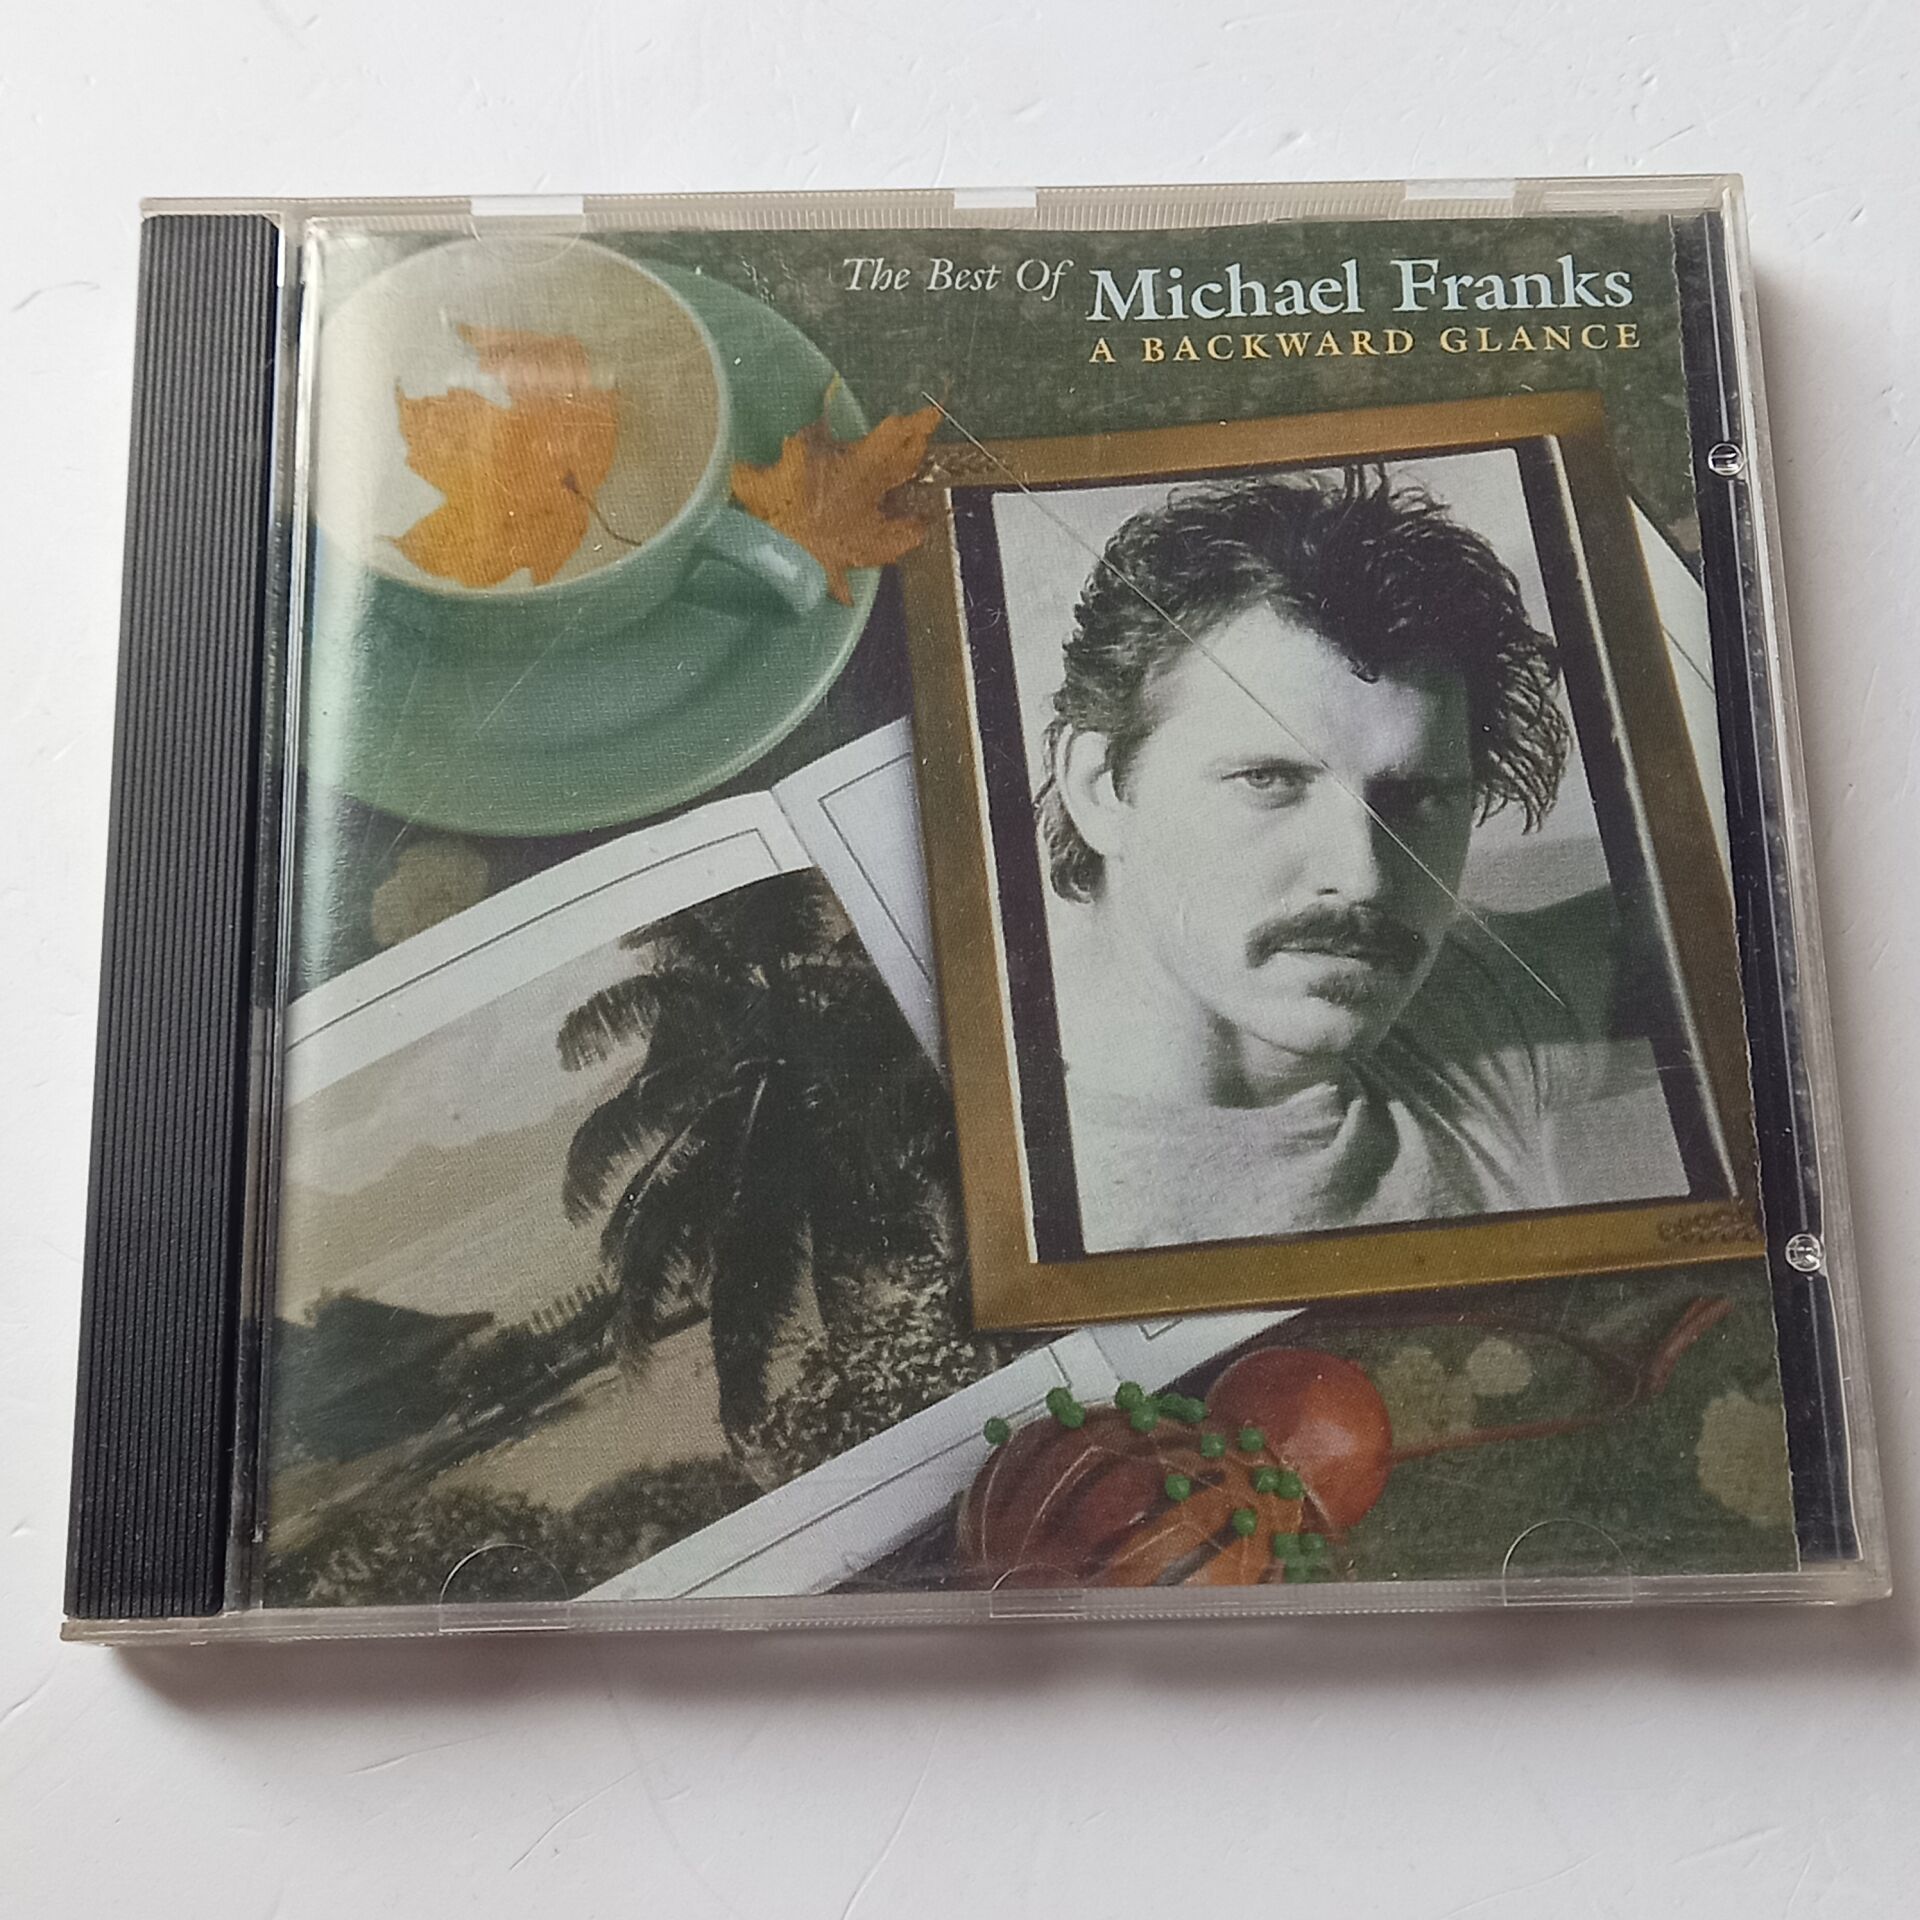 The Best Of Michael Franks
A BACKWARD GLANCE